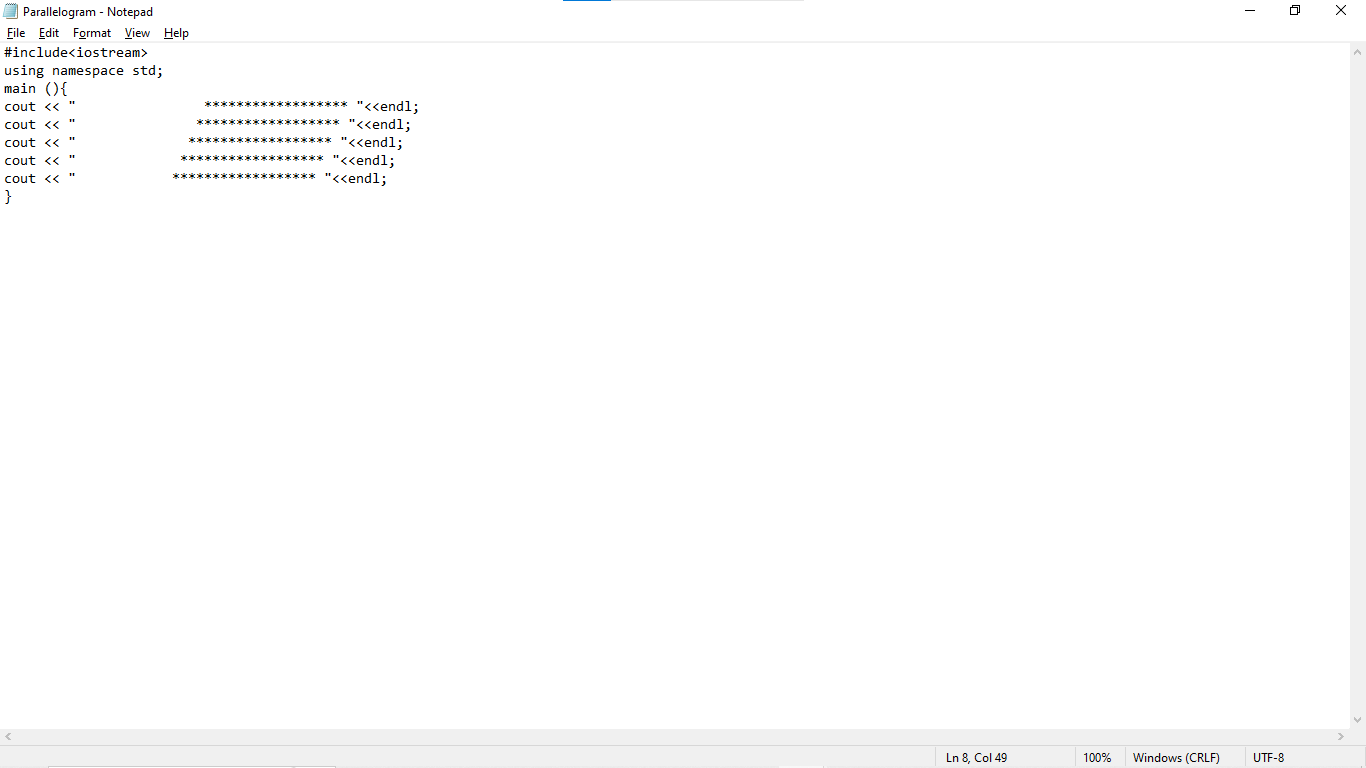 Parallelogram - Notepad
File Edit Format View Help
#include<iostream>
using namespace std;
main (){
cout << "                ****************** "<<endl;
cout << "               ****************** "<<endl;
cout << "              ****************** "<<endl;
cout << "             ****************** "<<endl;
cout << "            ****************** "<<endl;
}
Ln 8, Col 49 100% Windows (CRLF) UTF-8